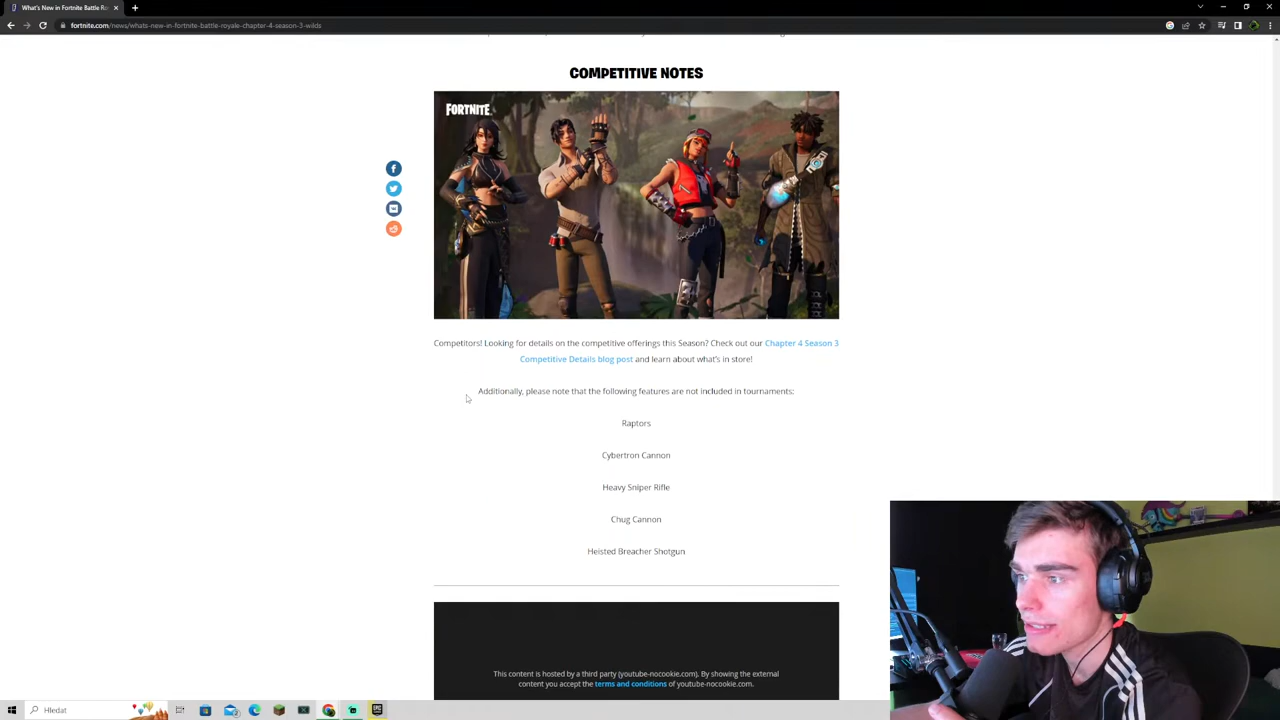 What's New in Fortnite Battle Ro
fortnite.com/news/whats-new-in-fortnite-battle-royale-chapter-4-season-3-wilds
COMPETITIVE NOTES
FORTNITE
Competitors! Looking for details on the competitive offerings this Season? Check out our Chapter 4 Season 3
Competitive Details blog post and learn about what's in store!
Additionally, please note that the following features are not included in tournaments:
Raptors
Cybertron Cannon
Heavy Sniper Rifle
Chug Cannon
Heisted Breacher Shotgun
This content is hosted by a third party (youtube-nocookie.com). By showing the external
content you accept the terms and conditions of youtube-nocookie.com.
Hledat